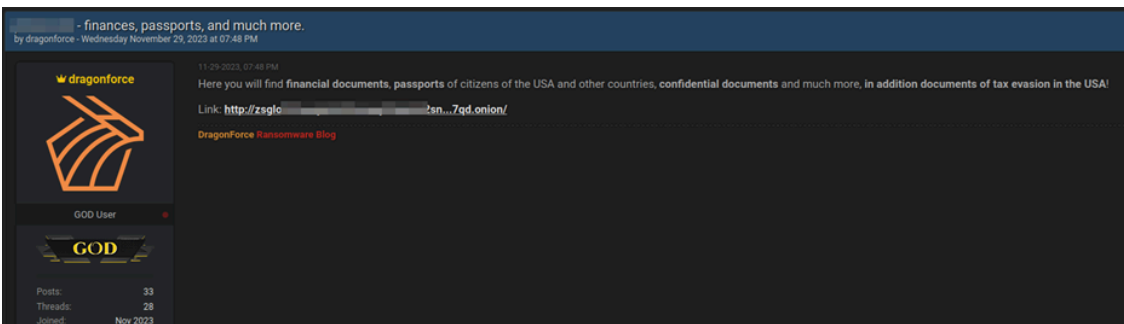 - finances, passports, and much more.
by dragonforce - Wednesday November 29, 2023 at 07:48 PM
dragonforce
GOD User
GOD
Posts: 33
Threads: 28
Joined: Nov 2023
11-29-2023, 07:48 PM
Here you will find financial documents, passports of citizens of the USA and other countries, confidential documents and much more, in addition documents of tax evasion in the USA!
Link: http://zsglo 2sn...7qd.onion/
DragonForce Ransomware Blog